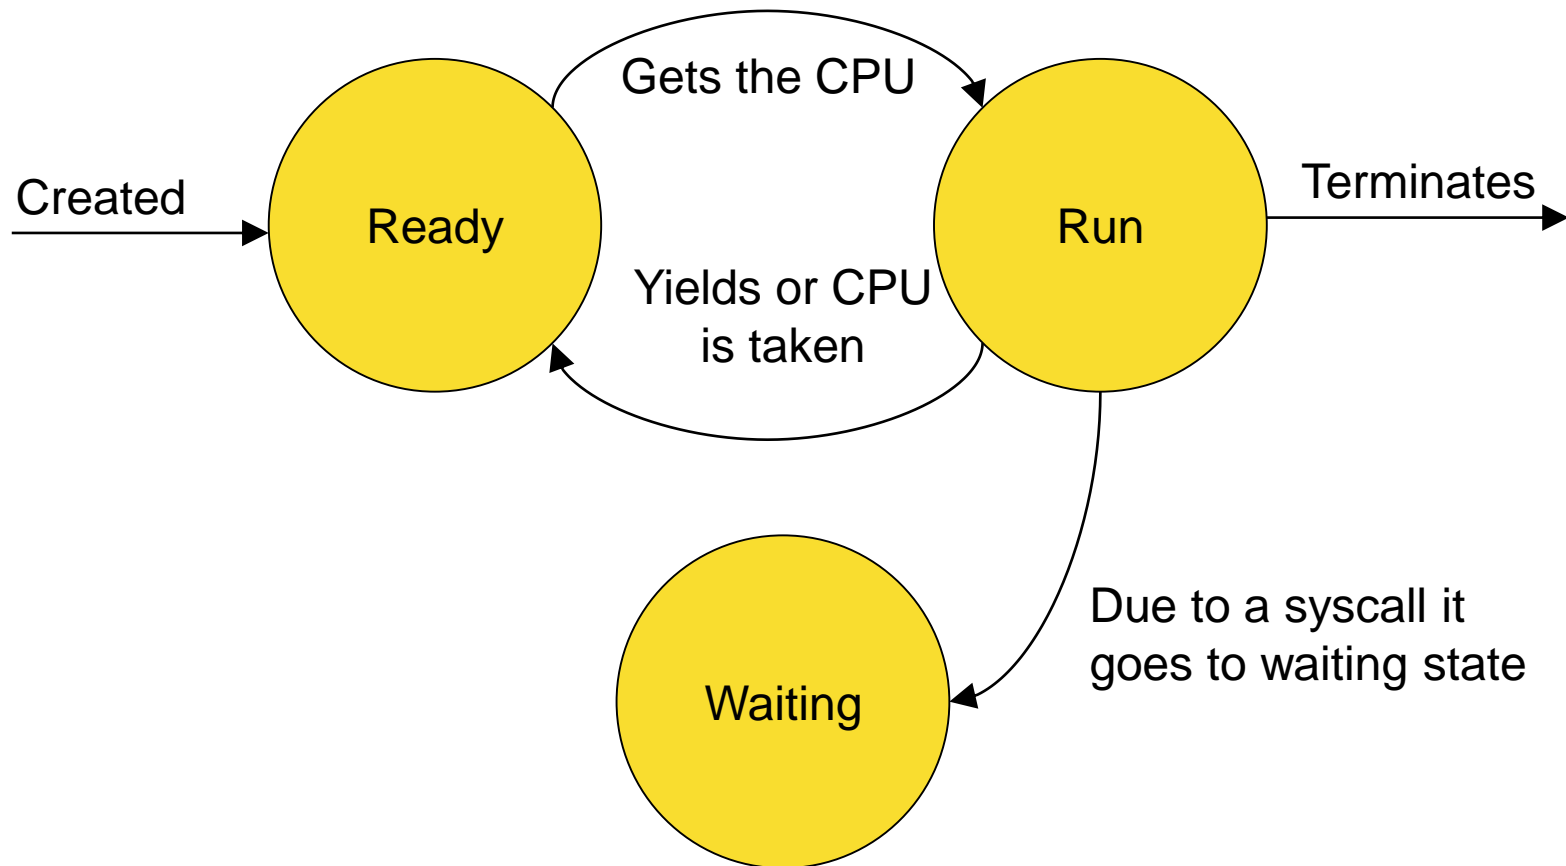 Gets the CPU
Created
Ready
Run
Terminates
Yields or CPU
is taken
Waiting
Due to a syscall it
goes to waiting state